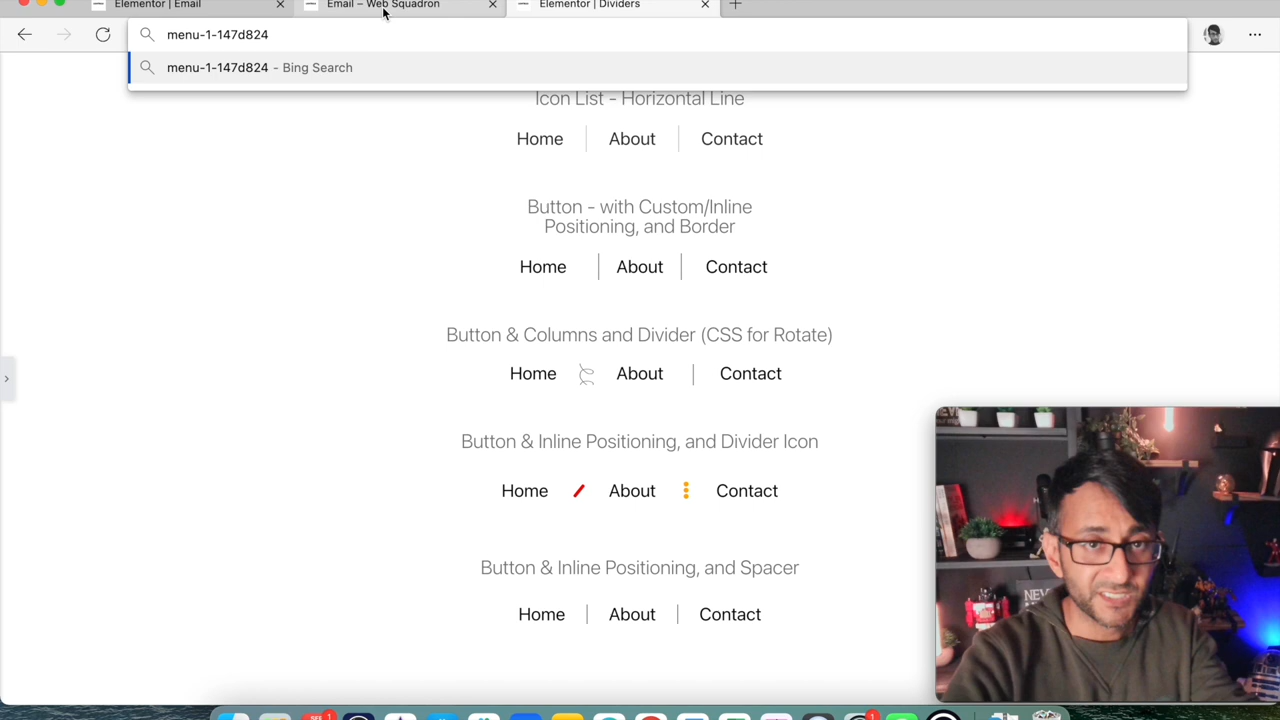 Elementor | Email
Email – Web Squadron
Elementor | Dividers
menu-1-147d824
menu-1-147d824 - Bing Search
Icon List - Horizontal Line
Home About Contact
Button - with Custom/Inline
Positioning, and Border
Home About Contact
Button & Columns and Divider (CSS for Rotate)
Home About Contact
Button & Inline Positioning, and Divider Icon
Home About Contact
Button & Inline Positioning, and Spacer
Home About Contact
NEVE